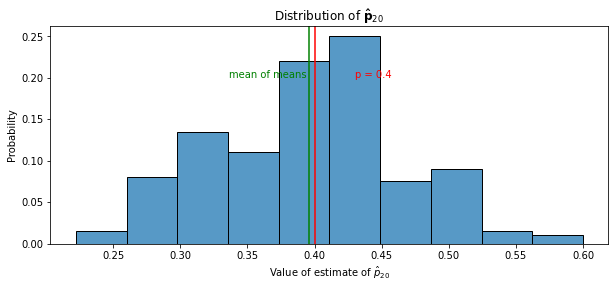 Distribution of p̂₂₀
0.25
0.20
0.15
0.10
0.05
0.00
Probability
mean of means
p = 0.4
0.25 0.30 0.35 0.40 0.45 0.50 0.55 0.60
Value of estimate of p̂₂₀